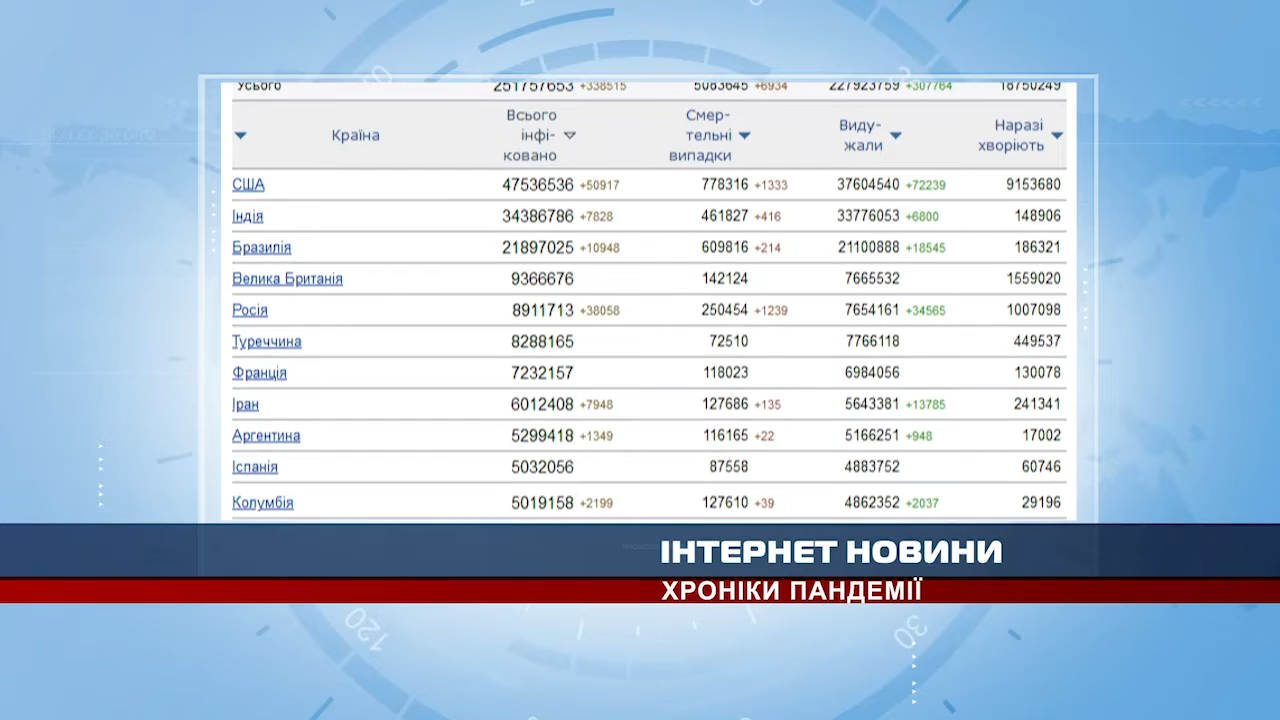 Усього 251757653 +338515 5083645 +6934 227923759 +307764 18750249
Країна Всього інфі- ковано Смер- тельні випадки Виду- жали Наразі хворіють
США 47536536 +50917 778316 +1333 37604540 +72239 9153680
Індія 34386786 +7828 461827 +416 33776053 +6800 148906
Бразилія 21897025 +10948 609816 +214 21100888 +18545 186321
Велика Британія 9366676 142124 7665532 1559020
Росія 8911713 +38058 250454 +1239 7654161 +34565 1007098
Туреччина 8288165 72510 7766118 449537
Франція 7232157 118023 6984056 130078
Іран 6012408 +7948 127686 +135 5643381 +13785 241341
Аргентина 5299418 +1349 116165 +22 5166251 +948 17002
Іспанія 5032056 87558 4883752 60746
Колумбія 5019158 +2199 127610 +39 4862352 +2037 29196
ІНТЕРНЕТ НОВИНИ
ХРОНІКИ ПАНДЕМІЇ
120
30